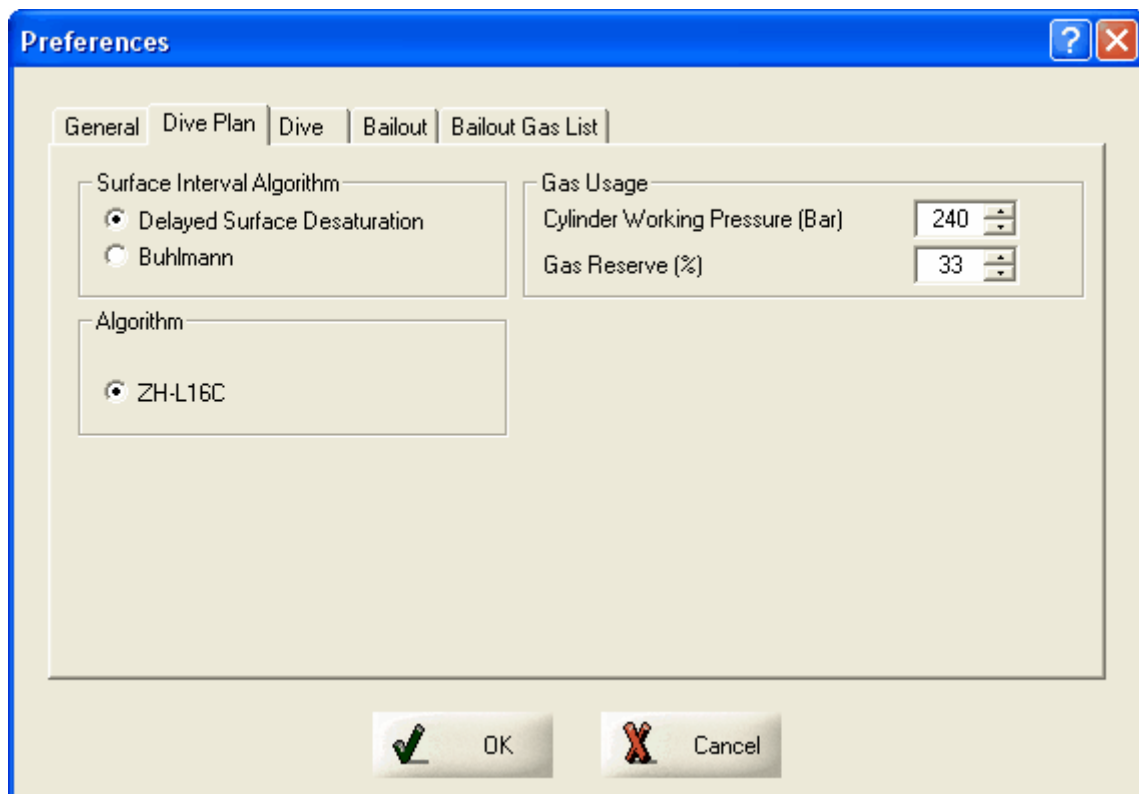 Preferences
General Dive Plan Dive Bailout Bailout Gas List
Surface Interval Algorithm
Delayed Surface Desaturation
Buhlmann
Gas Usage
Cylinder Working Pressure (Bar) 240
Gas Reserve (%) 33
Algorithm
ZH-L16C
OK Cancel